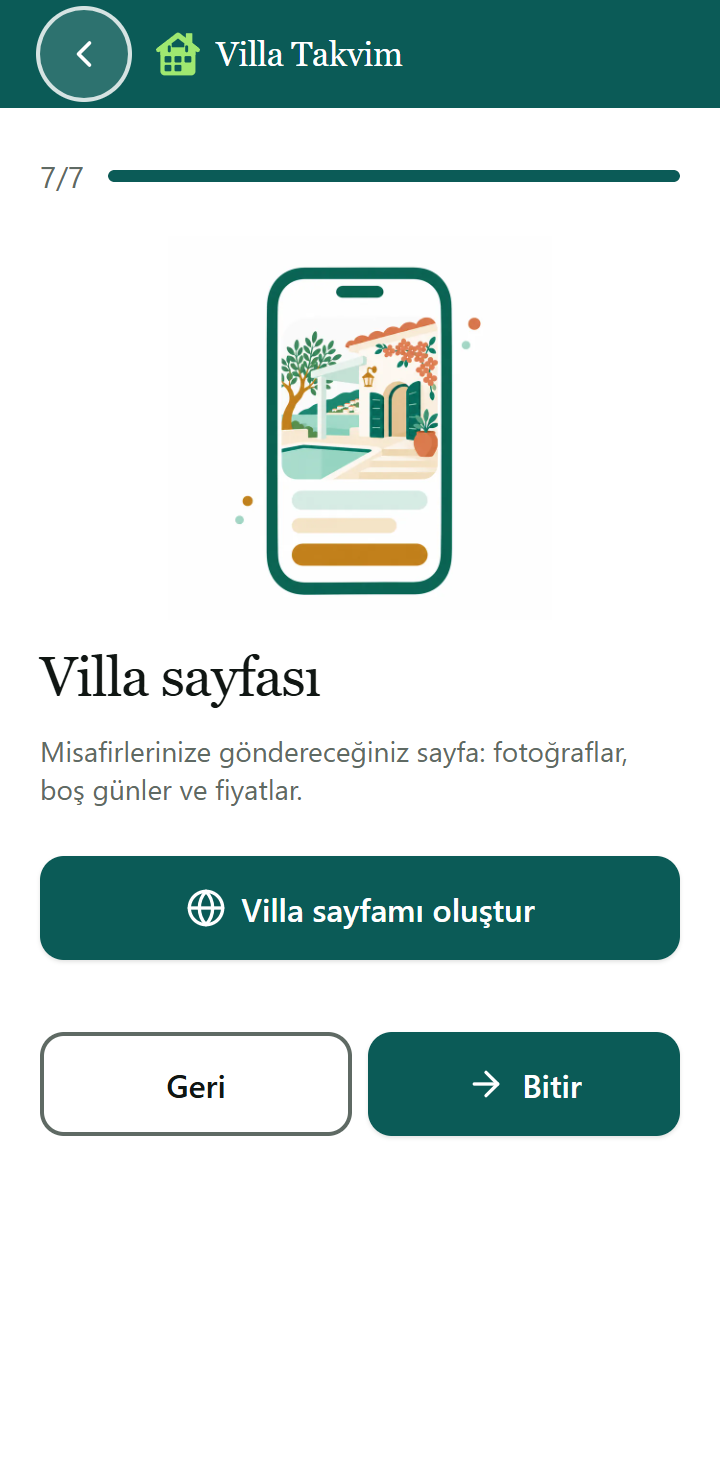 Villa Takvim
7/7
Villa sayfası
Misafirlerinize göndereceğiniz sayfa: fotoğraflar,
boş günler ve fiyatlar.
Villa sayfamı oluştur
Geri
Bitir